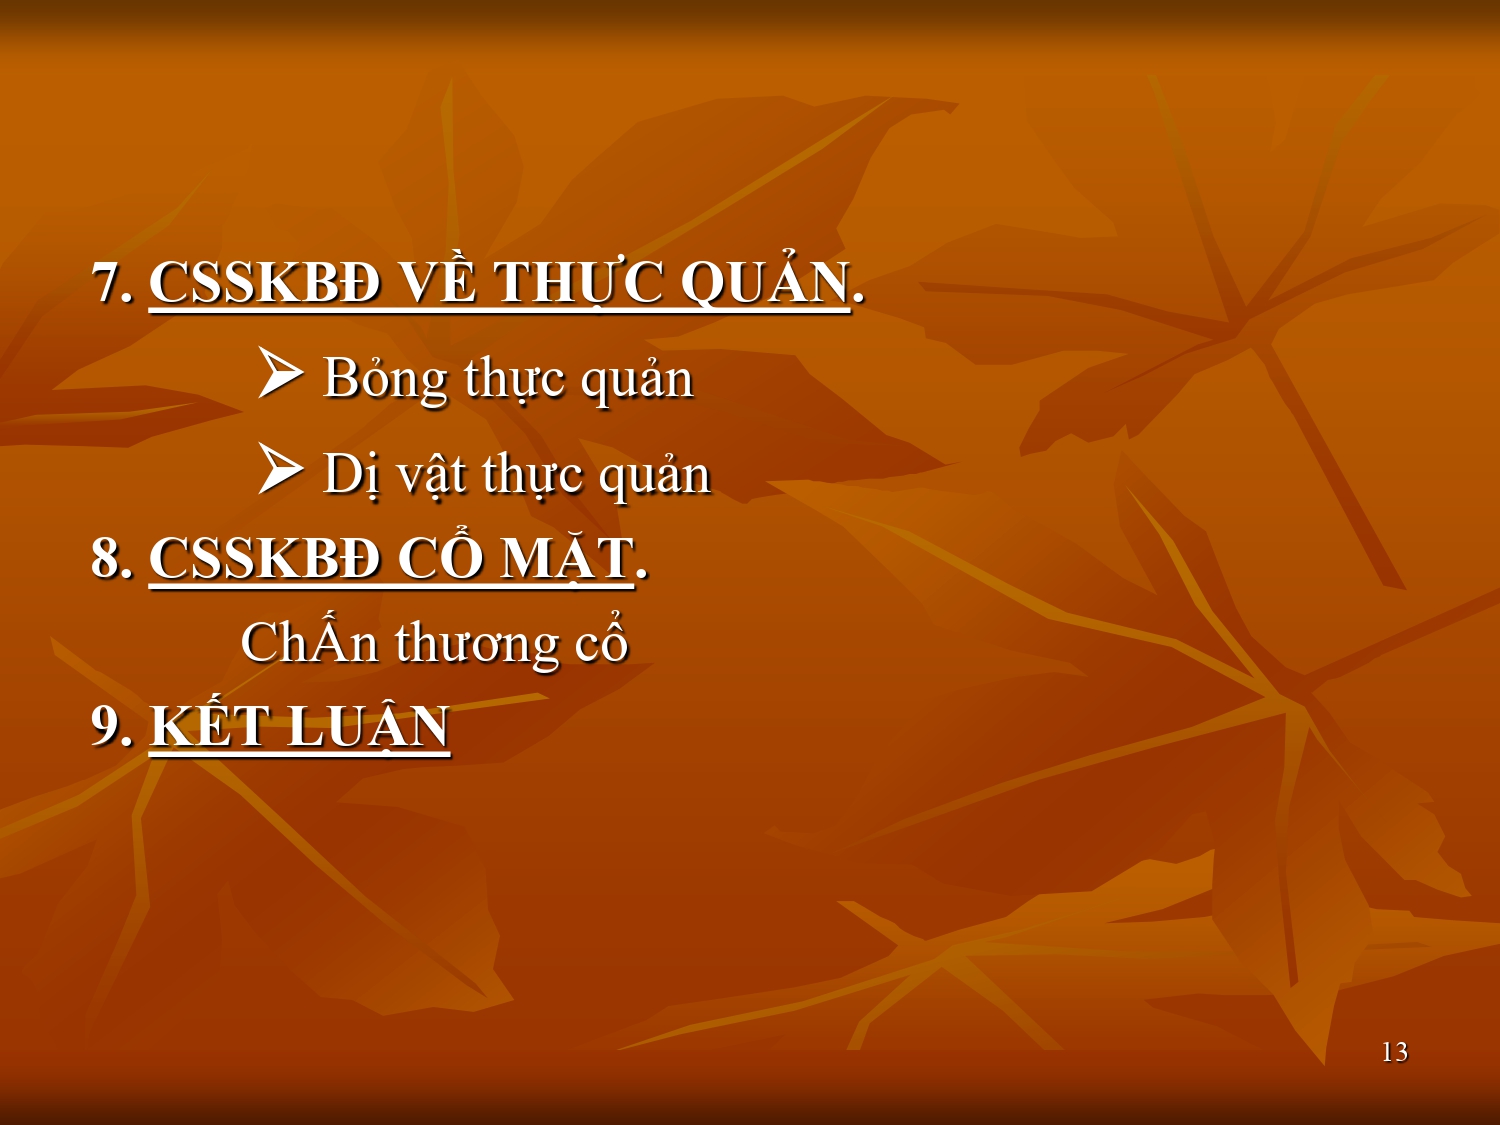 7. CSSKBĐ VỀ THỰC QUẢN.
➢ Bỏng thực quản
➢ Dị vật thực quản
8. CSSKBĐ CỔ MẶT.
ChẤn thương cổ
9. KẾT LUẬN
13